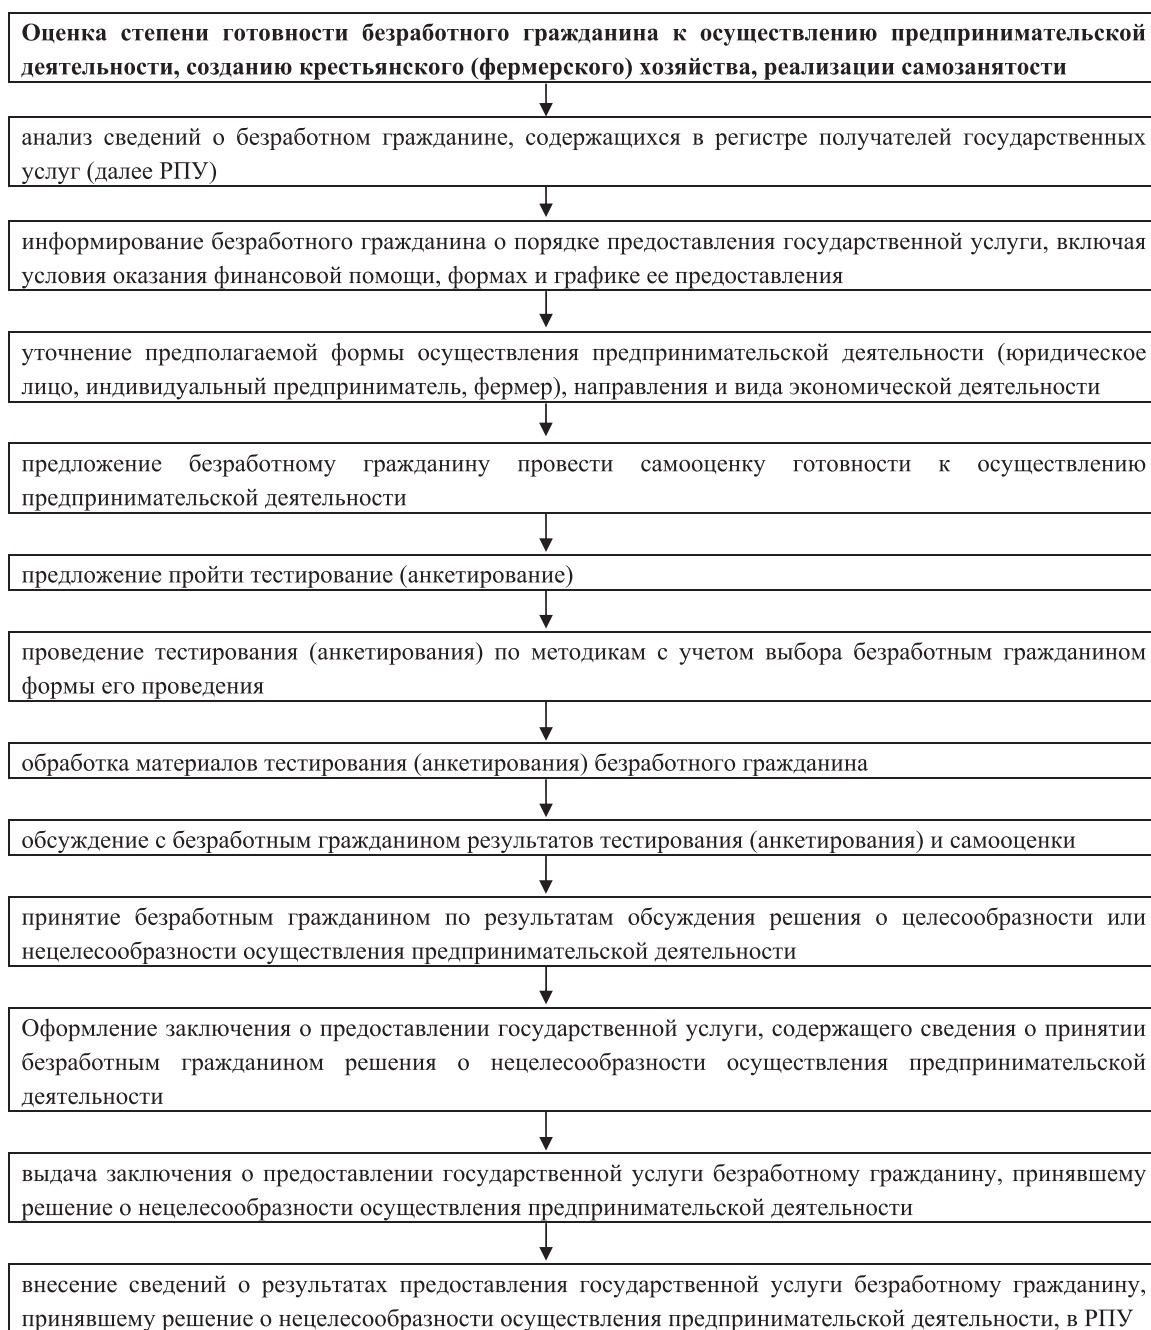 Оценка степени готовности безработного гражданина к осуществлению предпринимательской
деятельности, созданию крестьянского (фермерского) хозяйства, реализации самозанятости
анализ сведений о безработном гражданине, содержащихся в регистре получателей государственных
услуг (далее РПУ)
информирование безработного гражданина о порядке предоставления государственной услуги, включая
условия оказания финансовой помощи, формах и графике ее предоставления
уточнение предполагаемой формы осуществления предпринимательской деятельности (юридическое
лицо, индивидуальный предприниматель, фермер), направления и вида экономической деятельности
предложение безработному гражданину провести самооценку готовности к осуществлению
предпринимательской деятельности
предложение пройти тестирование (анкетирование)
проведение тестирования (анкетирования) по методикам с учетом выбора безработным гражданином
формы его проведения
обработка материалов тестирования (анкетирования) безработного гражданина
обсуждение с безработным гражданином результатов тестирования (анкетирования) и самооценки
принятие безработным гражданином по результатам обсуждения решения о целесообразности или
нецелесообразности осуществления предпринимательской деятельности
Оформление заключения о предоставлении государственной услуги, содержащего сведения о принятии
безработным гражданином решения о нецелесообразности осуществления предпринимательской
деятельности
выдача заключения о предоставлении государственной услуги безработному гражданину, принявшему
решение о нецелесообразности осуществления предпринимательской деятельности
внесение сведений о результатах предоставления государственной услуги безработному гражданину,
принявшему решение о нецелесообразности осуществления предпринимательской деятельности, в РПУ